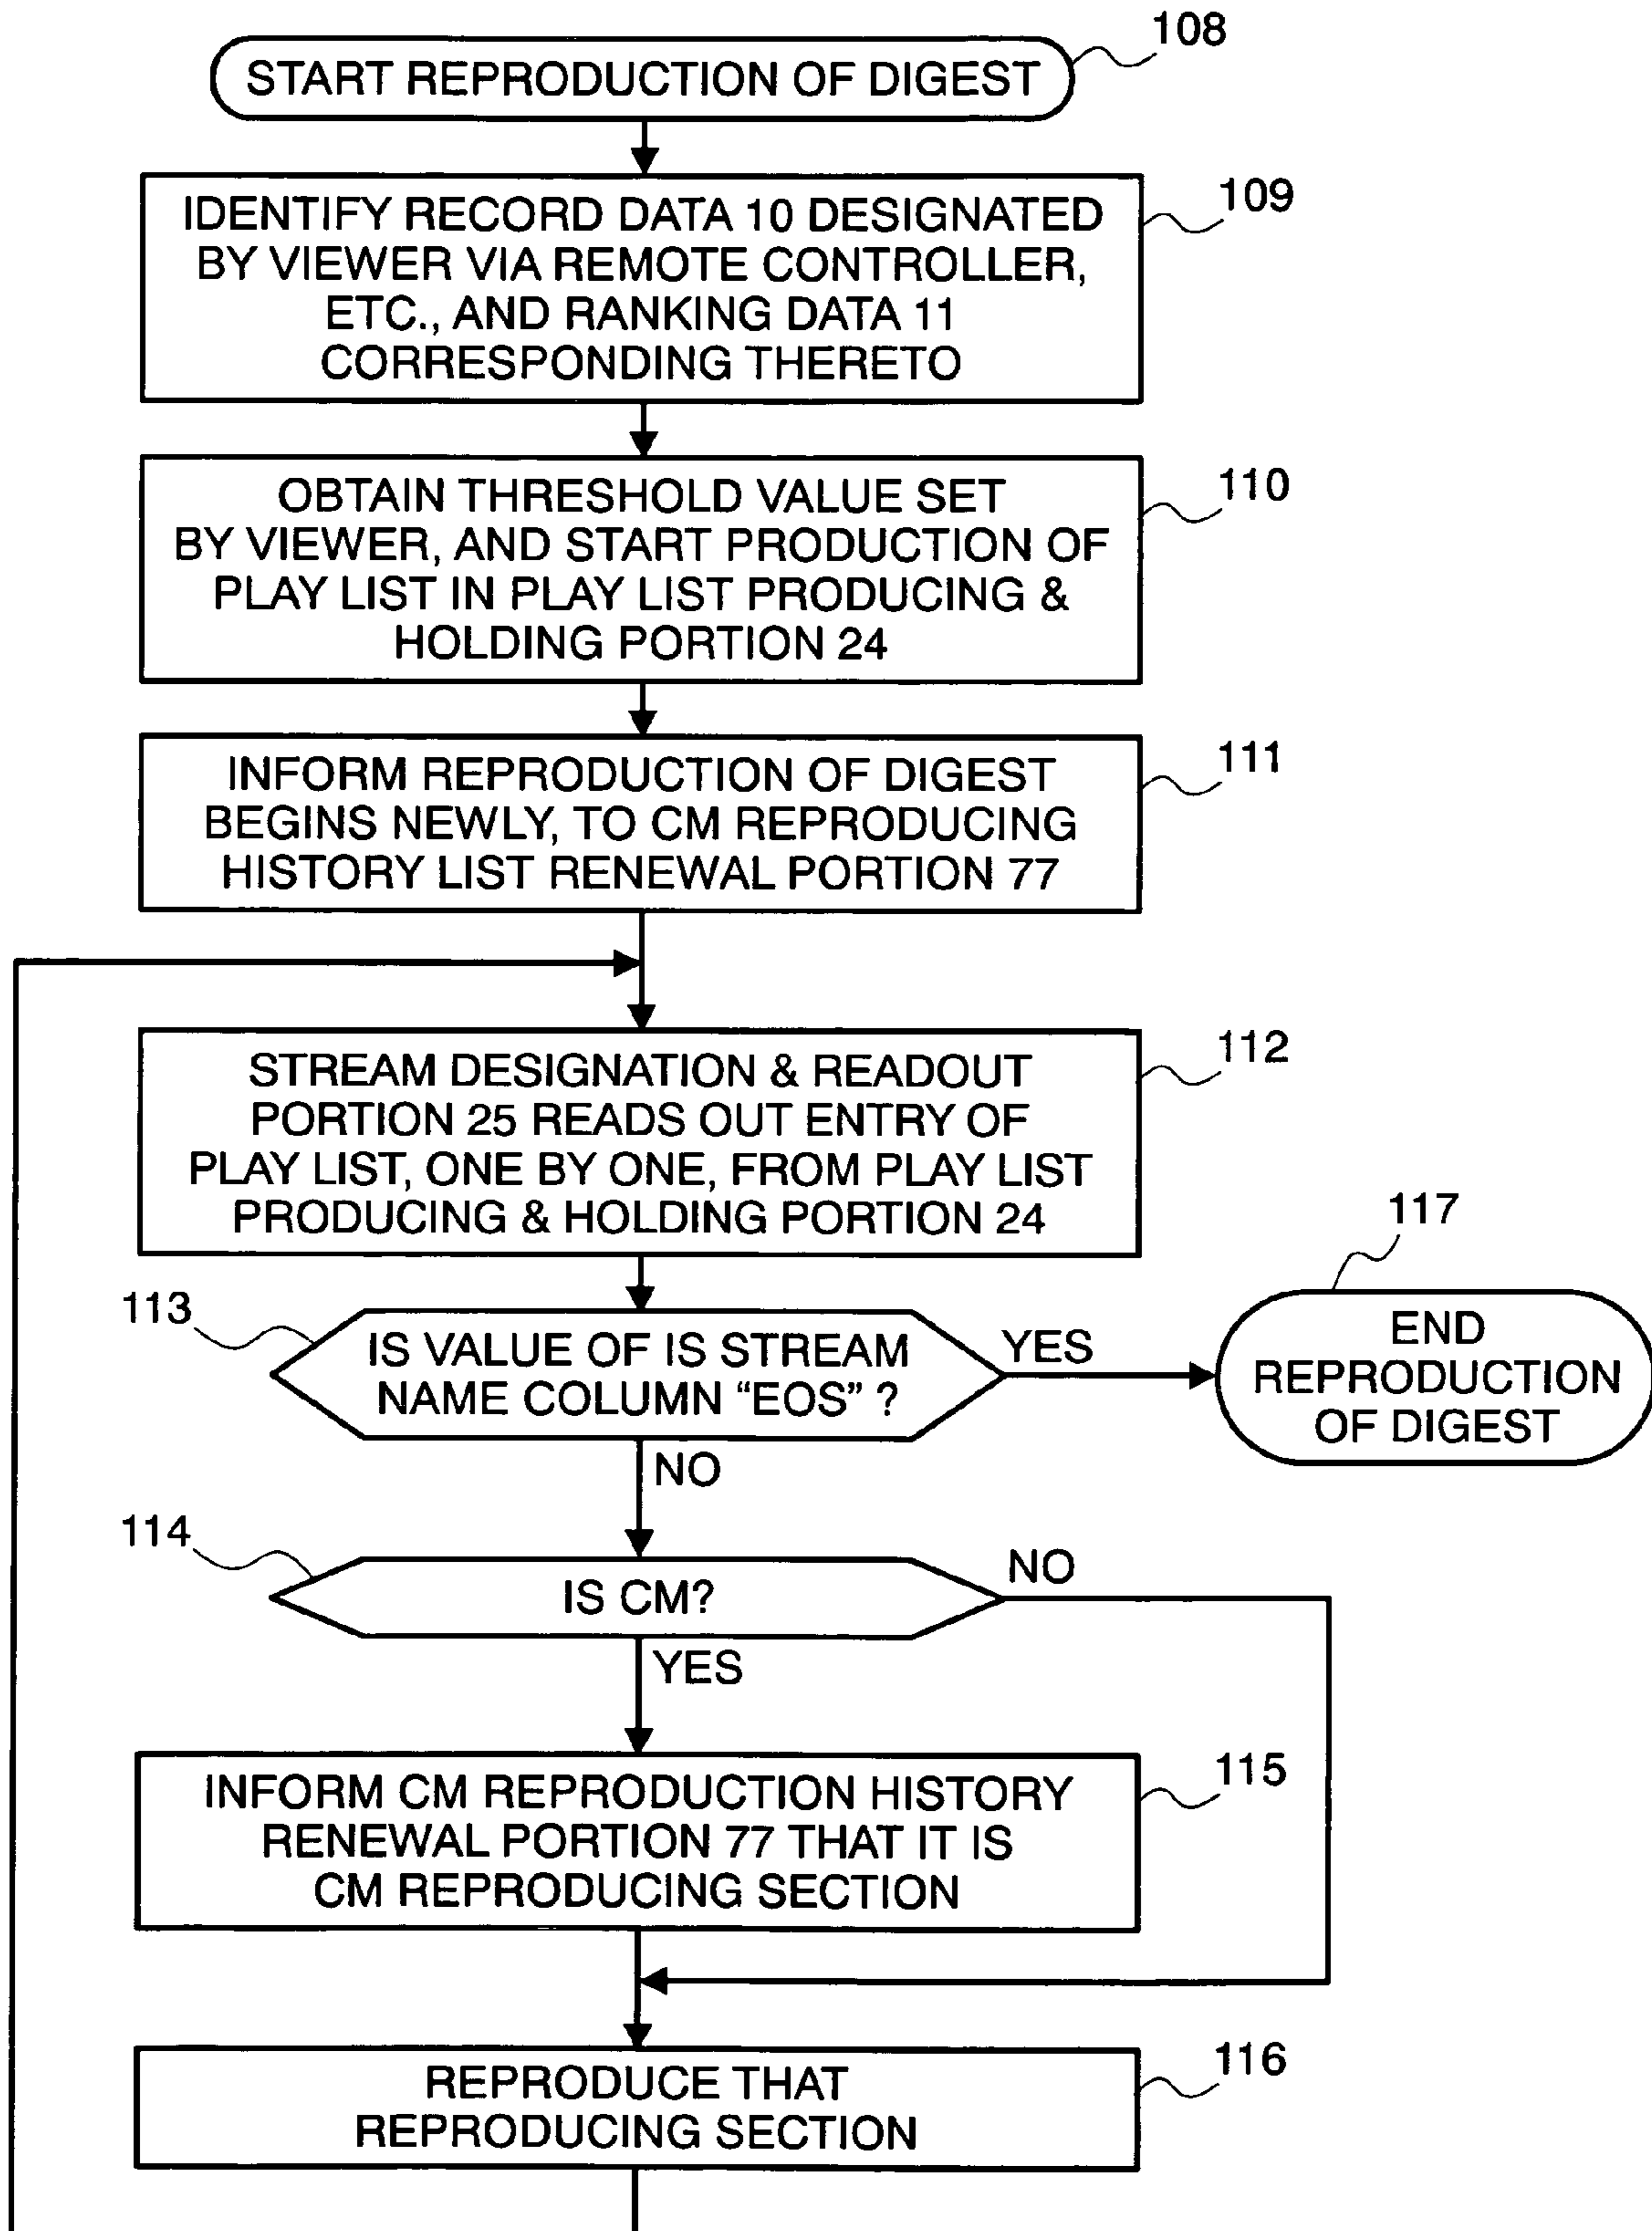 108
START REPRODUCTION OF DIGEST
109
IDENTIFY RECORD DATA 10 DESIGNATED
BY VIEWER VIA REMOTE CONTROLLER,
ETC., AND RANKING DATA 11
CORRESPONDING THERETO
110
OBTAIN THRESHOLD VALUE SET
BY VIEWER, AND START PRODUCTION OF
PLAY LIST IN PLAY LIST PRODUCING &
HOLDING PORTION 24
111
INFORM REPRODUCTION OF DIGEST
BEGINS NEWLY, TO CM REPRODUCING
HISTORY LIST RENEWAL PORTION 77
112
STREAM DESIGNATION & READOUT
PORTION 25 READS OUT ENTRY OF
PLAY LIST, ONE BY ONE, FROM PLAY LIST
PRODUCING & HOLDING PORTION 24
113
IS VALUE OF IS STREAM
NAME COLUMN “EOS” ?
YES
117
END
REPRODUCTION
OF DIGEST
NO
114
IS CM?
NO
YES
115
INFORM CM REPRODUCTION HISTORY
RENEWAL PORTION 77 THAT IT IS
CM REPRODUCING SECTION
116
REPRODUCE THAT
REPRODUCING SECTION